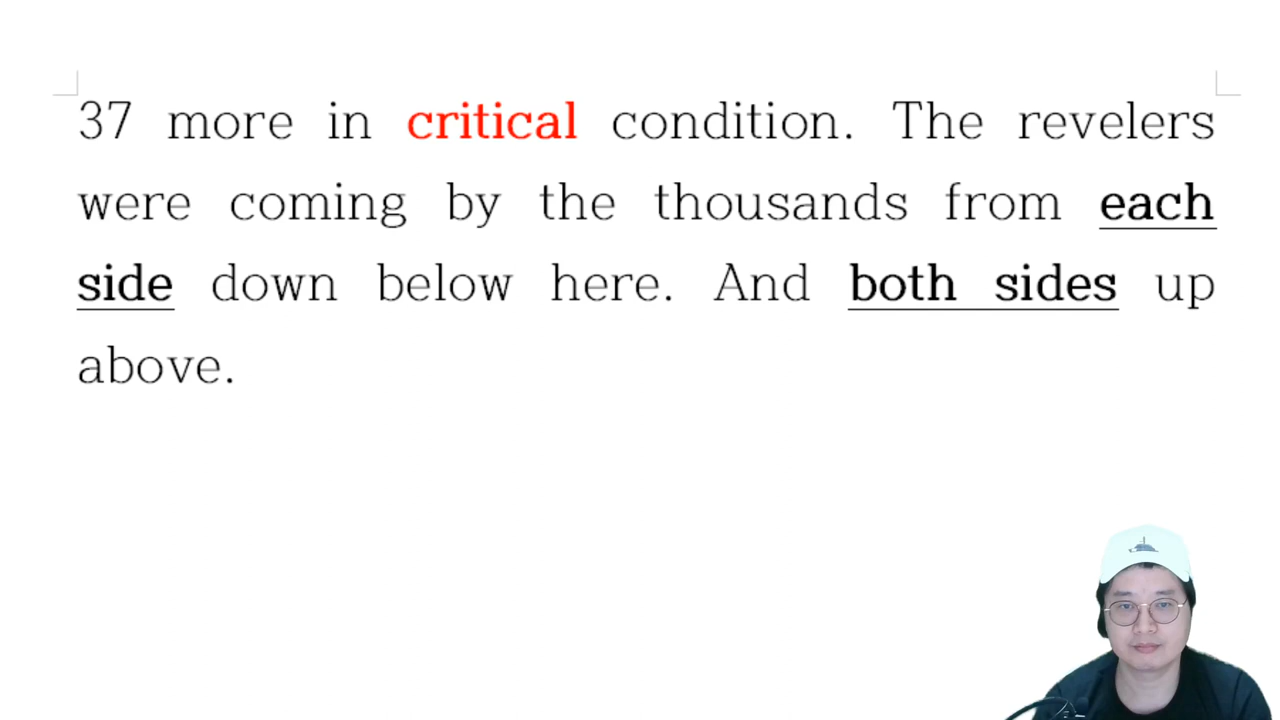 37 more in critical condition. The revelers
were coming by the thousands from each
side down below here. And both sides up
above.